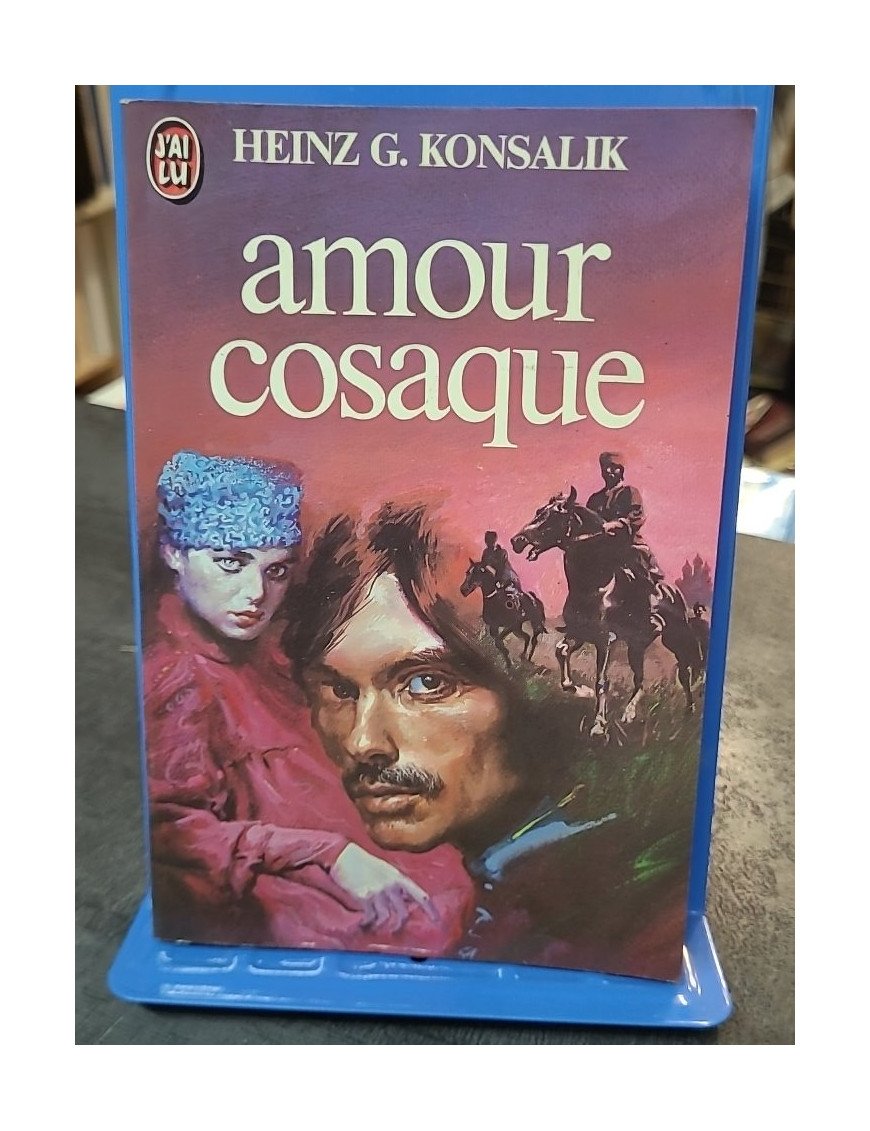 J'AI
LU
HEINZ G. KONSALIK
amour
cosaque